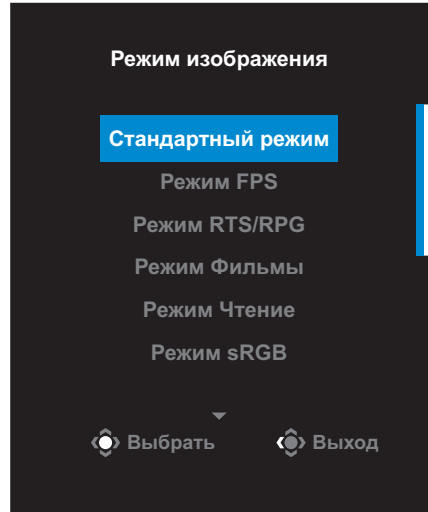 Режим изображения
Стандартный режим
Режим FPS
Режим RTS/RPG
Режим Фильмы
Режим Чтение
Режим sRGB
Выбрать Выход